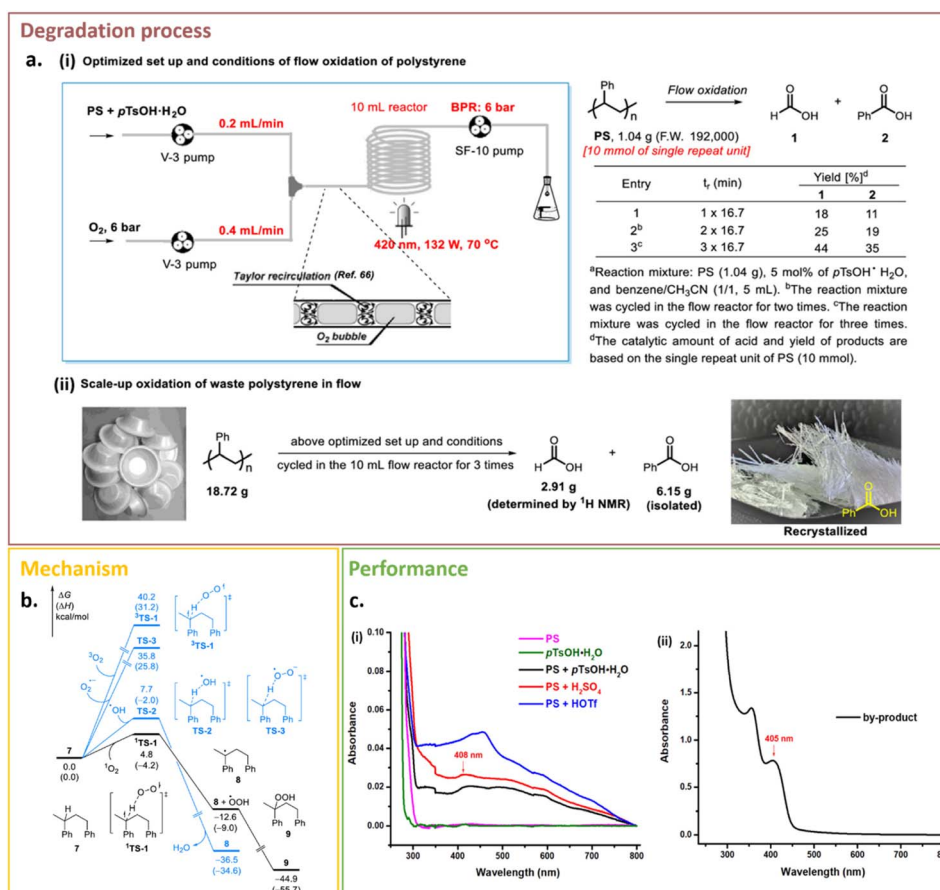 Degradation process
a. (i) Optimized set up and conditions of flow oxidation of polystyrene
PS + pTsOH·H2O
0.2 mL/min
V-3 pump
O2, 6 bar
0.4 mL/min
V-3 pump
10 mL reactor
BPR: 6 bar
SF-10 pump
420 nm, 132 W, 70 °C
Taylor recirculation (Ref. 66)
O2 bubble
Ph
n
PS, 1.04 g (F.W. 192,000)
[10 mmol of single repeat unit]
Flow oxidation
O
H OH
1
+
O
Ph OH
2
Entry tr (min) Yield [%]d
1 2
1 1 x 16.7 18 11
2b 2 x 16.7 25 19
3c 3 x 16.7 44 35
aReaction mixture: PS (1.04 g), 5 mol% of pTsOH· H2O,
and benzene/CH3CN (1/1, 5 mL). bThe reaction mixture
was cycled in the flow reactor for two times. cThe reaction
mixture was cycled in the flow reactor for three times.
dThe catalytic amount of acid and yield of products are
based on the single repeat unit of PS (10 mmol).
(ii) Scale-up oxidation of waste polystyrene in flow
Ph
n
18.72 g
above optimized set up and conditions
cycled in the 10 mL flow reactor for 3 times
O
H OH
2.91 g
(determined by 1H NMR)
+
O
Ph OH
6.15 g
(isolated)
O
Ph OH
Recrystallized
Mechanism
b.
ΔG
(ΔH)
kcal/mol
40.2
(31.2)
3TS-1
TS-3
35.8
(25.8)
3O2
O2•−
7.7
(−2.0)
TS-2
•OH
7
0.0
(0.0)
1TS-1
4.8
(−4.2)
1O2
H O-O ‡
Ph Ph
3TS-1
H OH ‡
Ph Ph
TS-2
H O-O ‡
Ph Ph
TS-3
Ph Ph
8
8 + •OOH
−12.6
(−9.0)
OOH
Ph Ph
9
H
Ph Ph
7
H O-O ‡
Ph Ph
1TS-1
H2O
8
−36.5
(−34.6)
9
−44.9
(−55.7)
Performance
c.
(i)
Absorbance
0.10
0.08
0.06
0.04
0.02
0.00
PS
pTsOH•H2O
PS + pTsOH•H2O
PS + H2SO4
PS + HOTf
408 nm
300 400 500 600 700 800
Wavelength (nm)
(ii)
Absorbance
2.0
1.5
1.0
0.5
0.0
by-product
405 nm
300 400 500 600 700 800
Wavelength (nm)